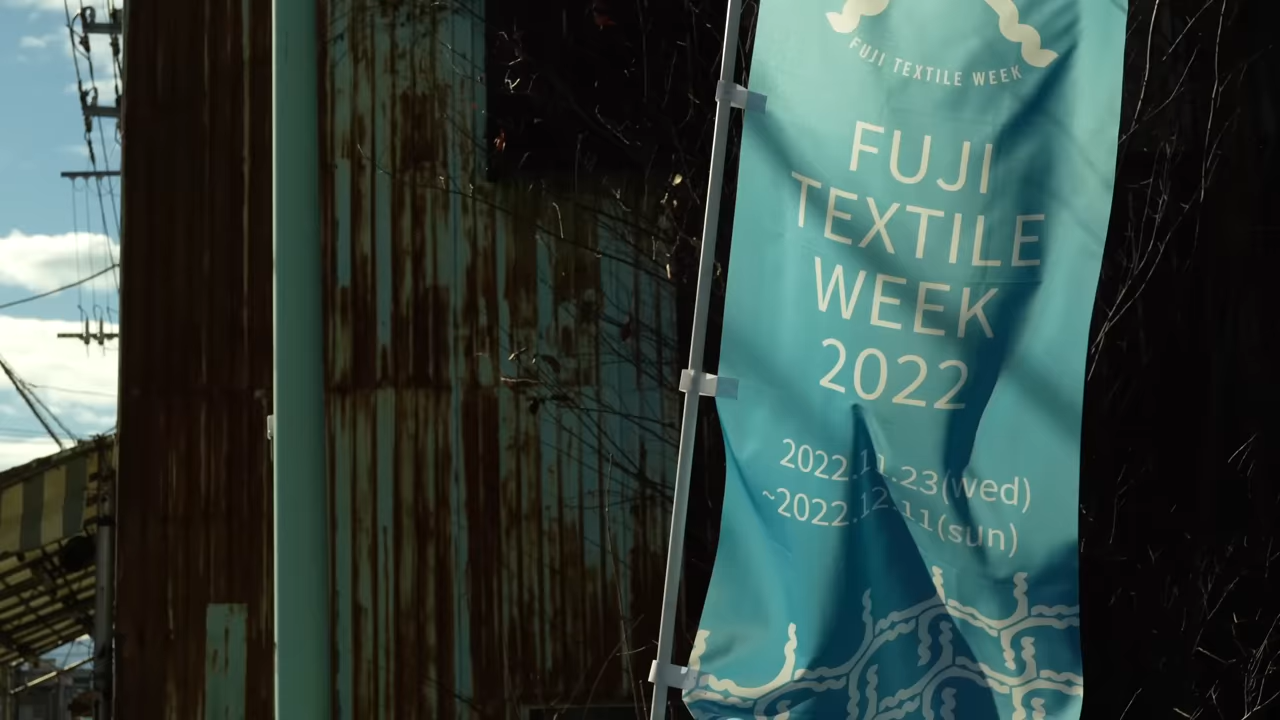 FUJI TEXTILE WEEK
FUJI
TEXTILE
WEEK
2022
2022.11.23(wed)
~2022.12.11(sun)